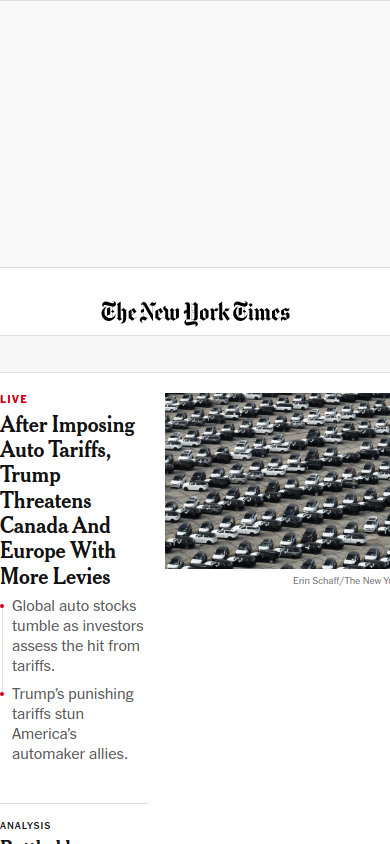 The New York Times
LIVE
After Imposing
Auto Tariffs,
Trump
Threatens
Canada And
Europe With
More Levies
Erin Schaff/The New
Global auto stocks
tumble as investors
assess the hit from
tariffs.
Trump's punishing
tariffs stun
America's
automaker allies.
ANALYSIS